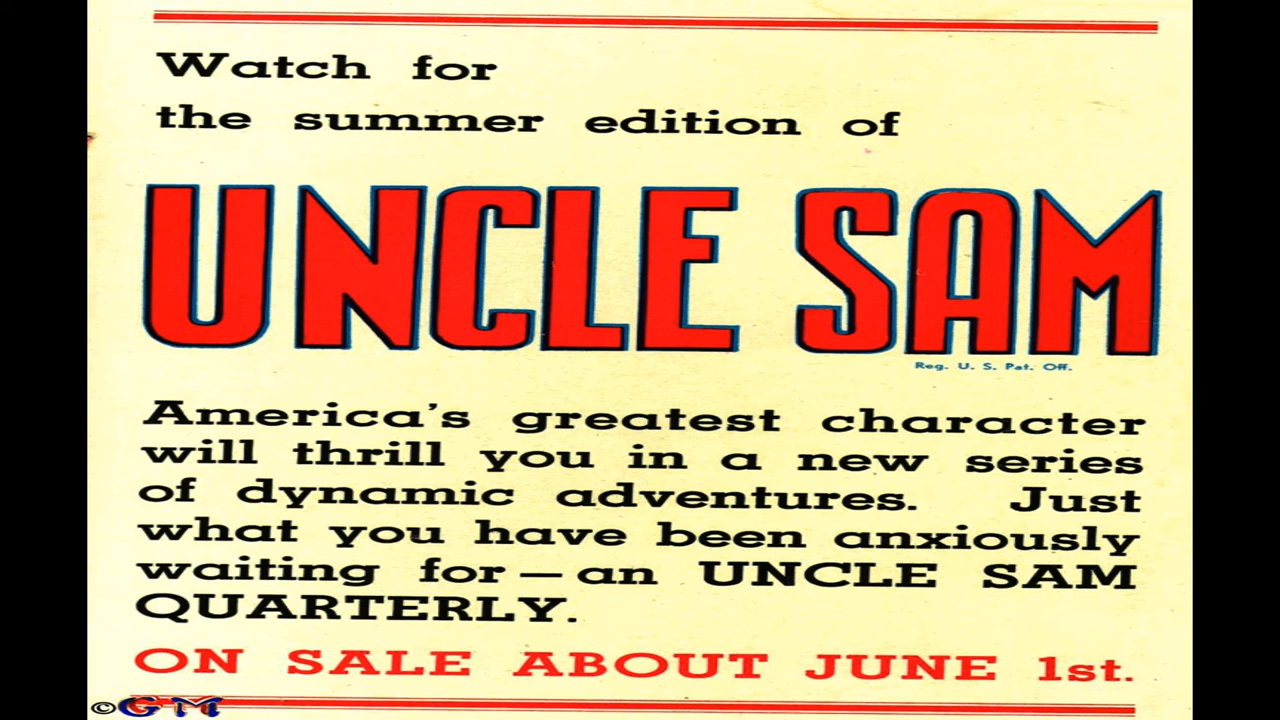 Watch for
the summer edition of
UNCLE SAM
Reg. U. S. Pat. Off.
America's greatest character
will thrill you in a new series
of dynamic adventures. Just
what you have been anxiously
waiting for—an UNCLE SAM
QUARTERLY.
ON SALE ABOUT JUNE 1st.
©GM